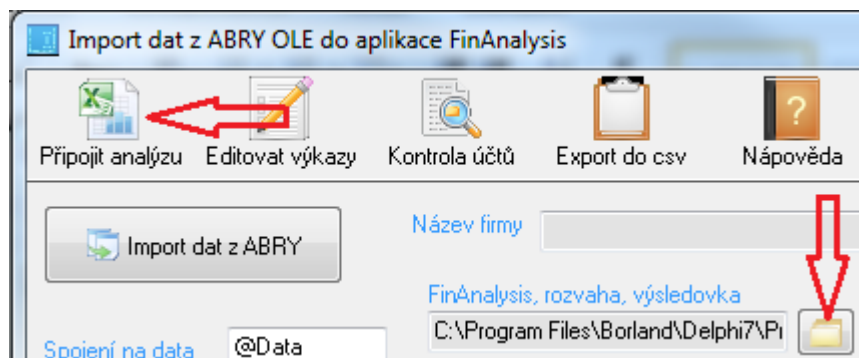 Import dat z ABRY OLE do aplikace FinAnalysis
Připojit analýzu Editovat výkazy Kontrola účtů Export do csv Nápověda
Import dat z ABRY
Název firmy
FinAnalysis, rozvaha, výsledovka
C:\Program Files\Borland\Delphi7\
Spojení na data @Data